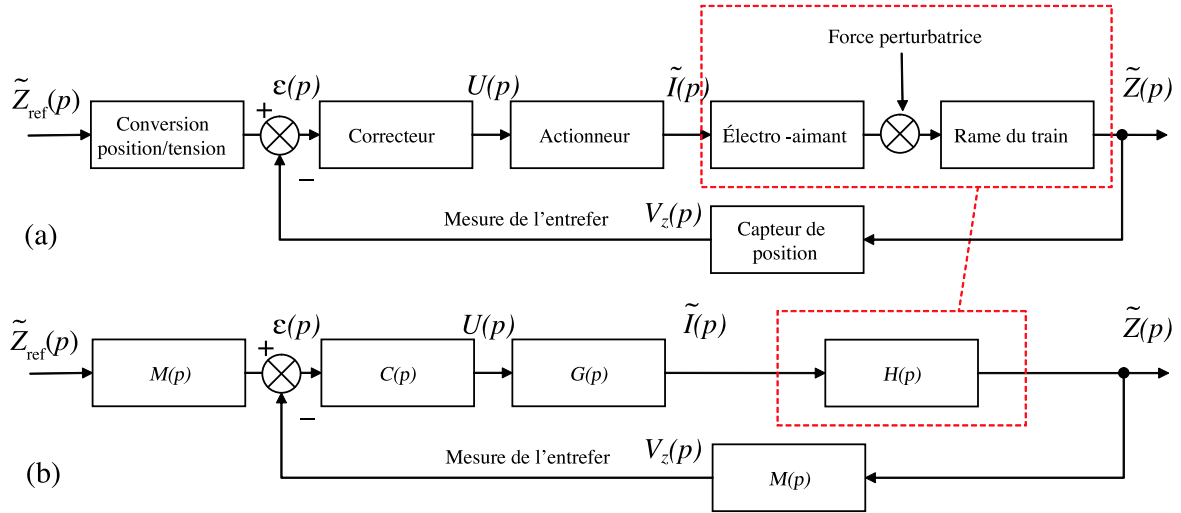 Force perturbatrice
Z̃ref(p)
ε(p)
U(p)
Ĩ(p)
Z̃(p)
+
Conversion
position/tension
Correcteur
Actionneur
Électro -aimant
Rame du train
−
Mesure de l'entrefer
Vz(p)
Capteur de
position
(a)
Z̃ref(p)
ε(p)
U(p)
Ĩ(p)
Z̃(p)
+
M(p)
C(p)
G(p)
H(p)
−
Mesure de l'entrefer
Vz(p)
M(p)
(b)